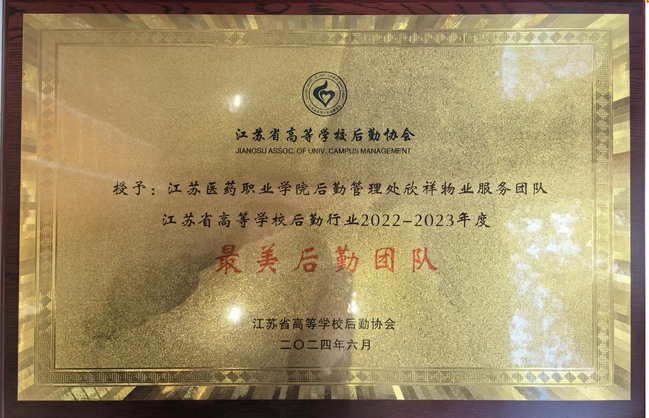 江苏省高等学校后勤协会
JIANGSU ASSOC. OF UNIV. CAMPUS MANAGEMENT
授予：江苏医药职业学院后勤管理处欣祥物业服务团队
江苏省高等学校后勤行业2022-2023年度
最美后勤团队
江苏省高等学校后勤协会
二〇二四年六月